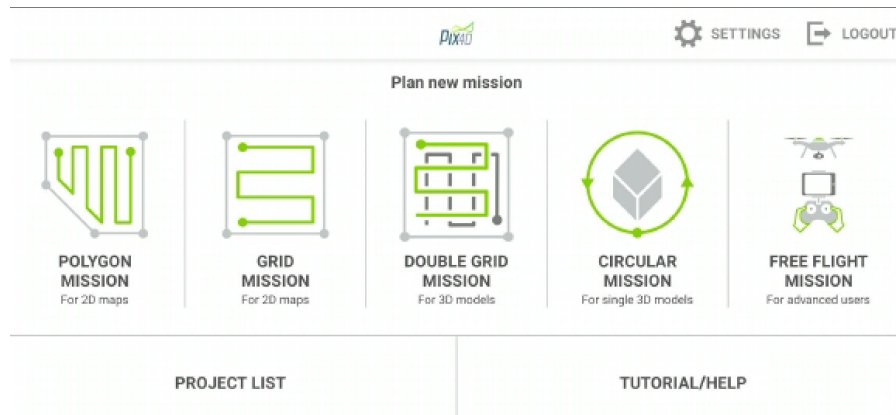 PIX4D
SETTINGS
LOGOUT
Plan new mission
POLYGON
MISSION
For 2D maps
GRID
MISSION
For 2D maps
DOUBLE GRID
MISSION
For 3D models
CIRCULAR
MISSION
For single 3D models
FREE FLIGHT
MISSION
For advanced users
PROJECT LIST
TUTORIAL/HELP